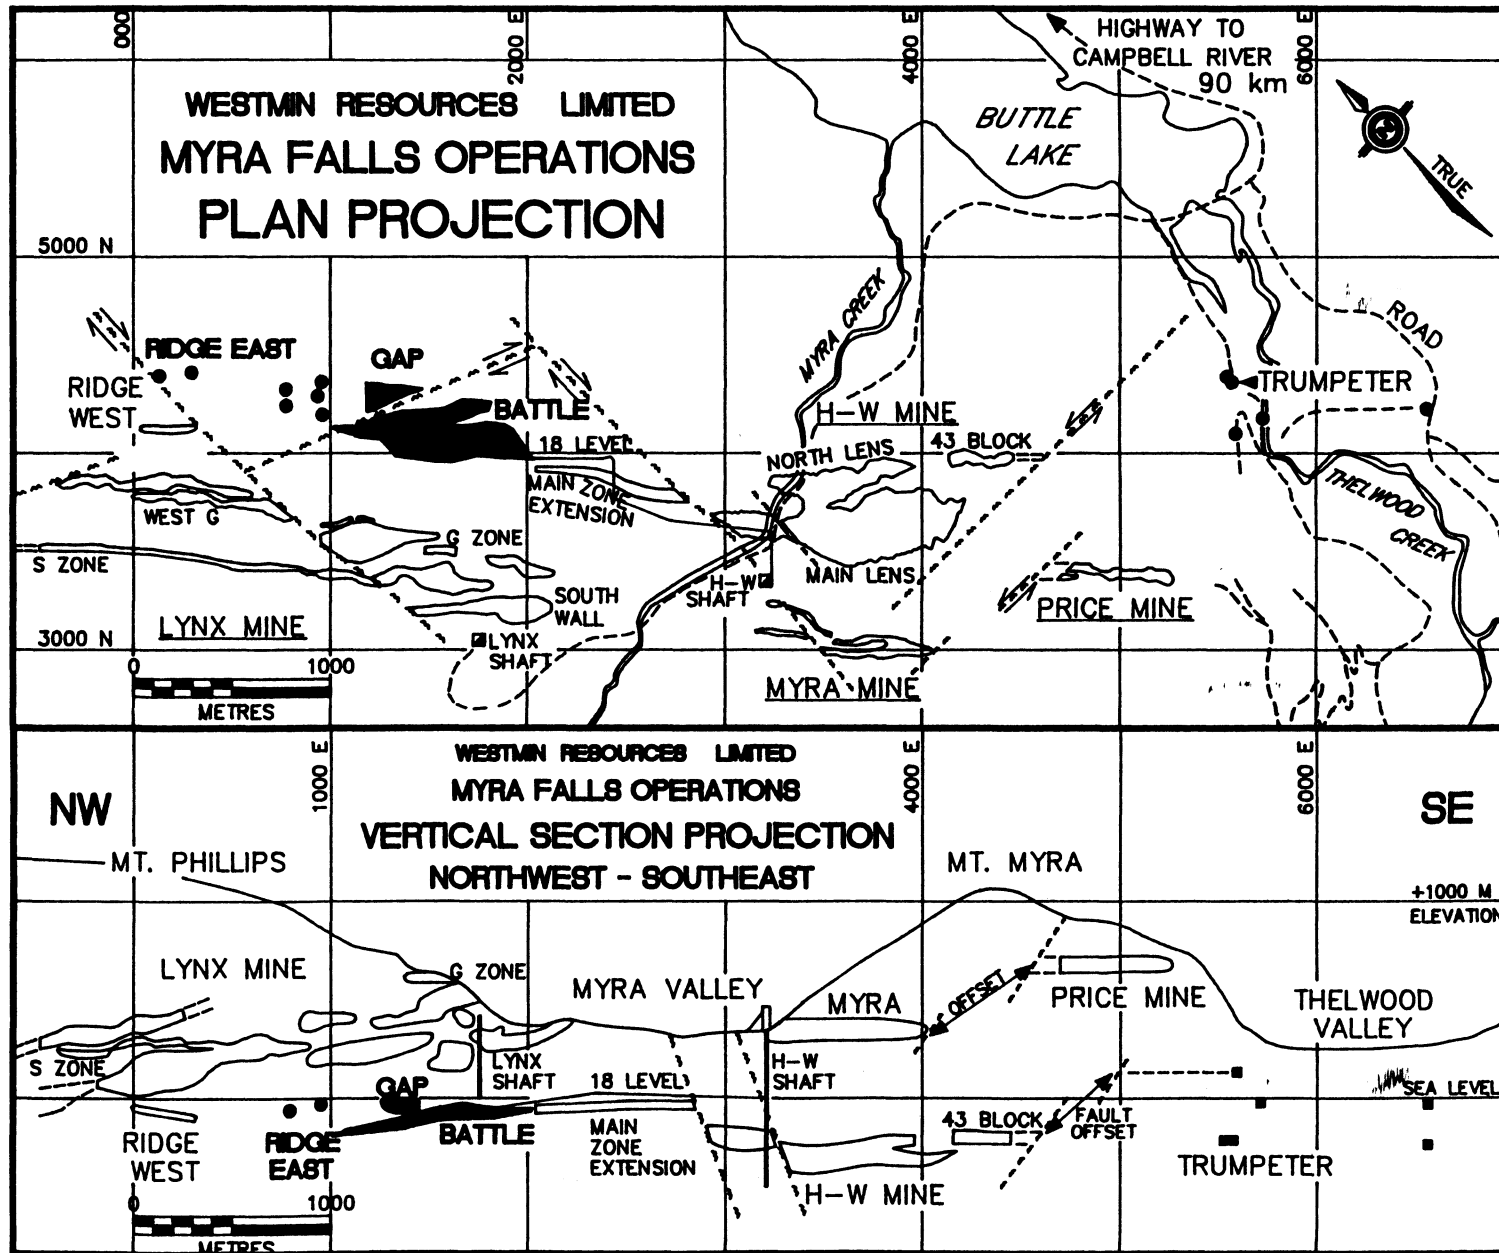 000
2000 E
4000 E
6000 E
HIGHWAY TO
CAMPBELL RIVER
90 km
WESTMIN RESOURCES LIMITED
MYRA FALLS OPERATIONS
PLAN PROJECTION
BUTTLE
LAKE
TRUE
5000 N
MYRA CREEK
ROAD
RIDGE EAST
GAP
RIDGE
WEST
BATTLE
TRUMPETER
H-W MINE
18 LEVEL
43 BLOCK
NORTH LENS
MAIN ZONE
EXTENSION
WEST G
THELWOOD
CREEK
G ZONE
S ZONE
MAIN LENS
H-W
SHAFT
SOUTH
WALL
PRICE MINE
LYNX MINE
3000 N
LYNX
SHAFT
0
1000
MYRA MINE
METRES
1000 E
4000 E
6000 E
WESTMIN RESOURCES LIMITED
MYRA FALLS OPERATIONS
VERTICAL SECTION PROJECTION
NORTHWEST - SOUTHEAST
NW
SE
MT. PHILLIPS
MT. MYRA
+1000 M
ELEVATION
LYNX MINE
G ZONE
MYRA VALLEY
MYRA
OFFSET
PRICE MINE
THELWOOD
VALLEY
S ZONE
LYNX
SHAFT
H-W
SHAFT
18 LEVEL
GAP
SEA LEVEL
43 BLOCK
FAULT
OFFSET
RIDGE
WEST
RIDGE
EAST
BATTLE
MAIN
ZONE
EXTENSION
TRUMPETER
H-W MINE
0
1000
METRES